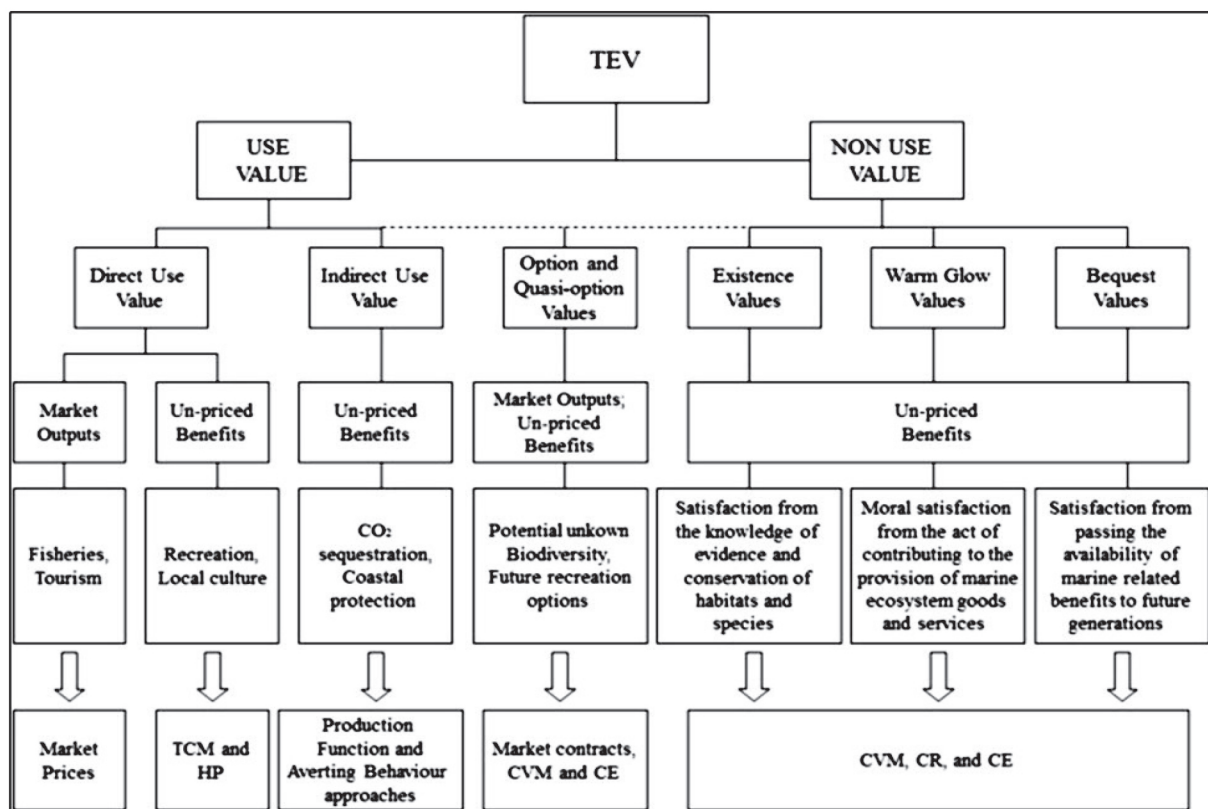 TEV
USE
VALUE
NON USE
VALUE
Direct Use
Value
Indirect Use
Value
Option and
Quasi-option
Values
Existence
Values
Warm Glow
Values
Bequest
Values
Market
Outputs
Un-priced
Benefits
Un-priced
Benefits
Market Outputs;
Un-priced
Benefits
Un-priced
Benefits
Fisheries,
Tourism
Recreation,
Local culture
CO₂
sequestration,
Coastal
protection
Potential unkown
Biodiversity,
Future recreation
options
Satisfaction from
the knowledge of
evidence and
conservation of
habitats and
species
Moral satisfaction
from the act of
contributing to the
provision of marine
ecosystem goods
and services
Satisfaction from
passing the
availability of
marine related
benefits to future
generations
Market
Prices
TCM and
HP
Production
Function and
Averting Behaviour
approaches
Market contracts,
CVM and CE
CVM, CR, and CE